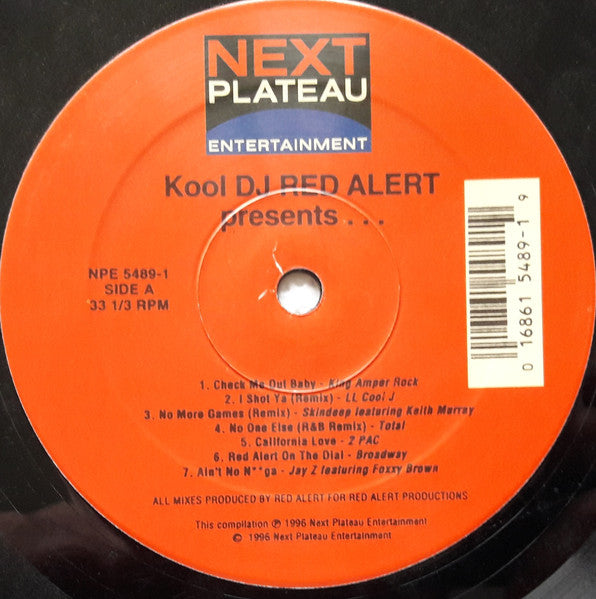 NEXT
PLATEAU
ENTERTAINMENT
Kool DJ RED ALERT
presents . . .
NPE 5489-1
SIDE A
33 1/3 RPM
0 16861 5489-1 9
1. Check Me Out Baby - King Amper Rock
2. I Shot Ya (Remix) - LL Cool J
3. No More Games (Remix) - Skindeep featuring Keith Murray
4. No One Else (R&B Remix) - Total
5. California Love - 2 PAC
6. Red Alert On The Dial - Broadway
7. Ain't No N**ga - Jay Z featuring Foxxy Brown
ALL MIXES PRODUCED BY RED ALERT FOR RED ALERT PRODUCTIONS
This compilation ℗ 1996 Next Plateau Entertainment
© 1996 Next Plateau Entertainment